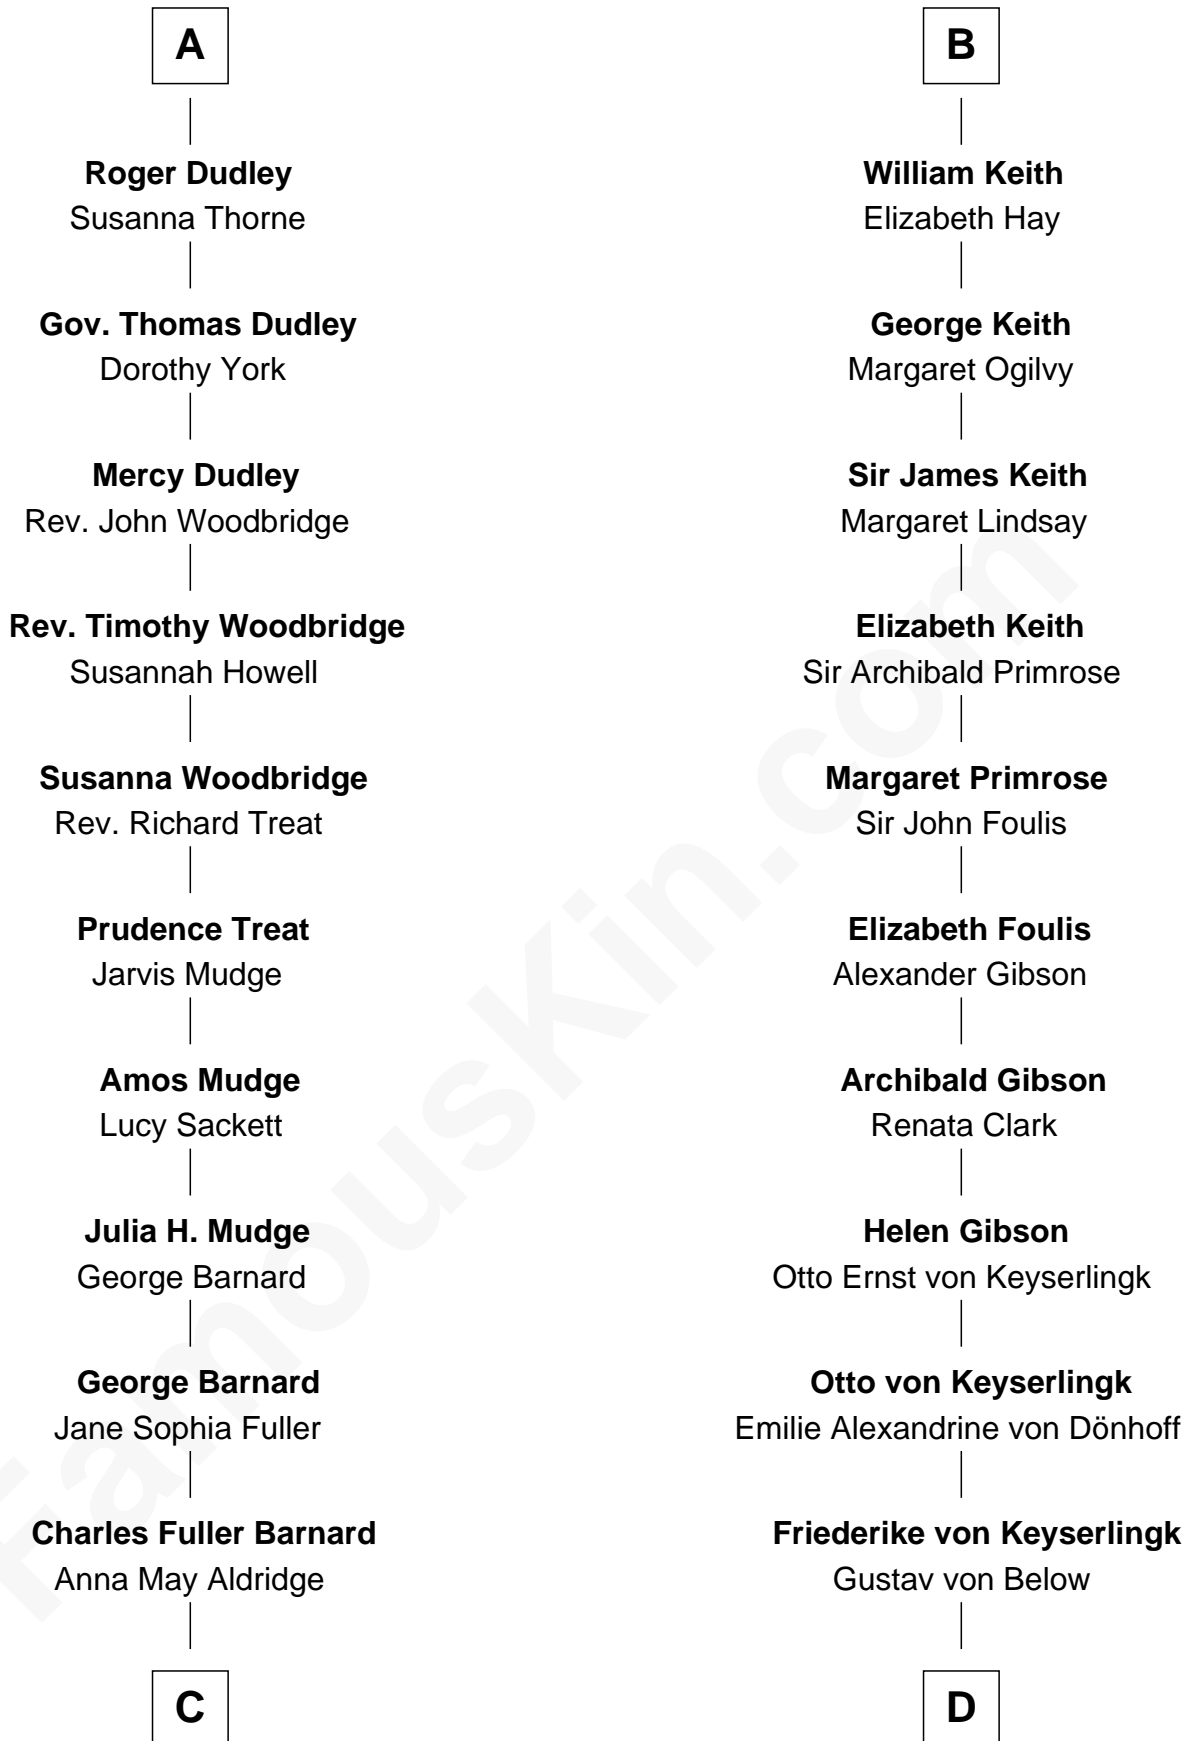 A
Roger Dudley
Susanna Thorne
Gov. Thomas Dudley
Dorothy York
Mercy Dudley
Rev. John Woodbridge
Rev. Timothy Woodbridge
Susannah Howell
Susanna Woodbridge
Rev. Richard Treat
Prudence Treat
Jarvis Mudge
Amos Mudge
Lucy Sackett
Julia H. Mudge
George Barnard
George Barnard
Jane Sophia Fuller
Charles Fuller Barnard
Anna May Aldridge
C
B
William Keith
Elizabeth Hay
George Keith
Margaret Ogilvy
Sir James Keith
Margaret Lindsay
Elizabeth Keith
Sir Archibald Primrose
Margaret Primrose
Sir John Foulis
Elizabeth Foulis
Alexander Gibson
Archibald Gibson
Renata Clark
Helen Gibson
Otto Ernst von Keyserlingk
Otto von Keyserlingk
Emilie Alexandrine von Dönhoff
Friederike von Keyserlingk
Gustav von Below
D
FamousKin.com